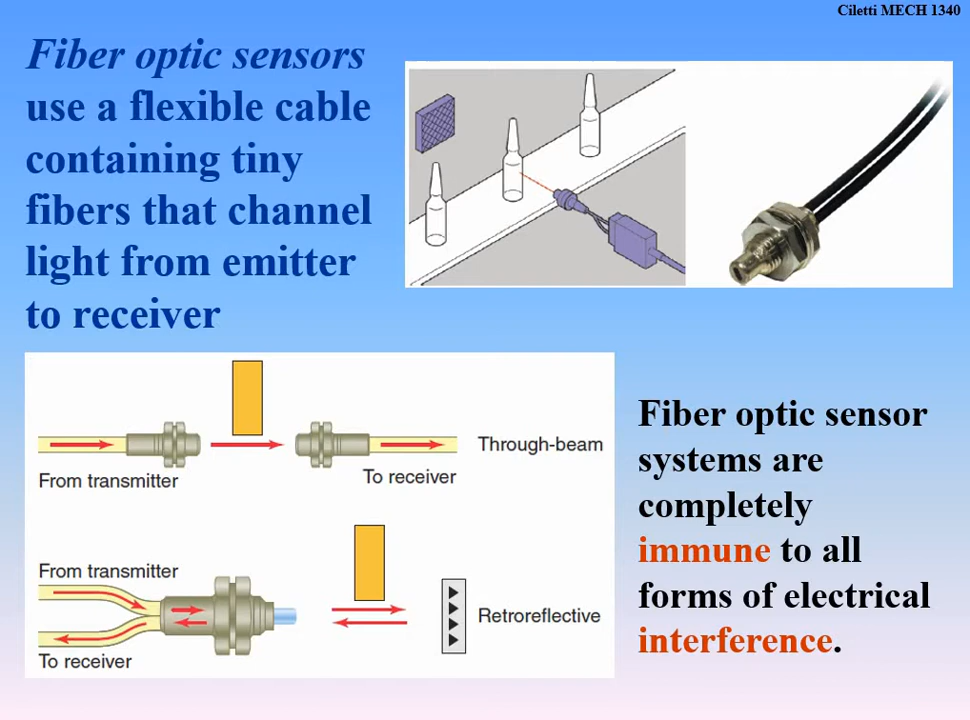 Ciletti MECH 1340
Fiber optic sensors
use a flexible cable
containing tiny
fibers that channel
light from emitter
to receiver
Through-beam
From transmitter
To receiver
From transmitter
Retroreflective
To receiver
Fiber optic sensor
systems are
completely
immune to all
forms of electrical
interference.